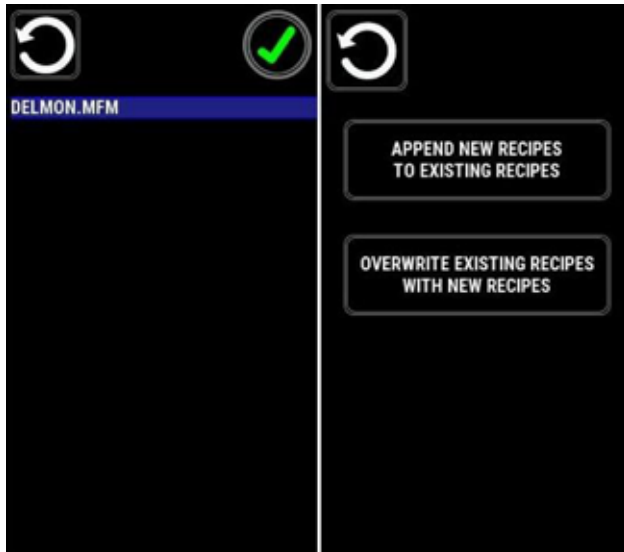 DELMON.MFM
APPEND NEW RECIPES
TO EXISTING RECIPES
OVERWRITE EXISTING RECIPES
WITH NEW RECIPES